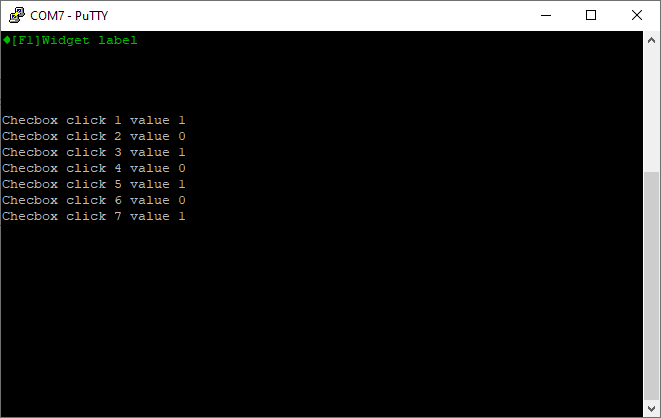 COM7 - PuTTY
♦[F1]Widget label
Checbox click 1 value 1
Checbox click 2 value 0
Checbox click 3 value 1
Checbox click 4 value 0
Checbox click 5 value 1
Checbox click 6 value 0
Checbox click 7 value 1